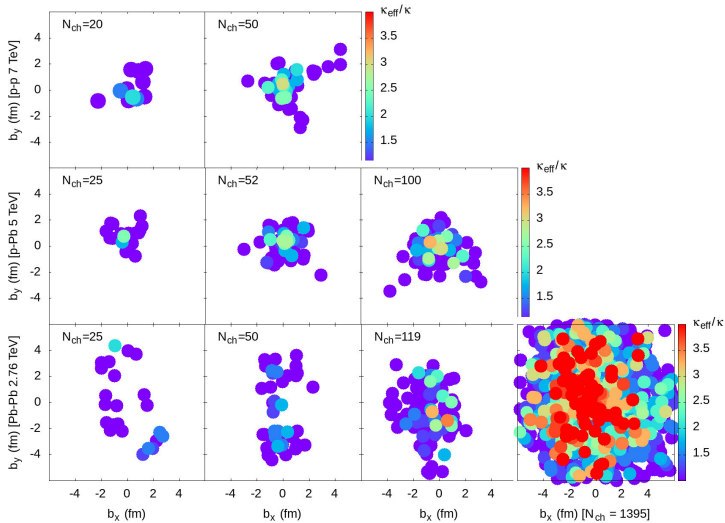 N_ch=20
N_ch=50
κ_eff/κ
b_y (fm) [p-p 7 TeV]
4
2
0
-2
-4
4
3.5
3
2.5
2
1.5
N_ch=25
N_ch=52
N_ch=100
κ_eff/κ
b_y (fm) [p-Pb 5 TeV]
4
2
0
-2
-4
3.5
3
2.5
2
1.5
N_ch=25
N_ch=50
N_ch=119
κ_eff/κ
b_y (fm) [Pb-Pb 2.76 TeV]
4
2
0
-2
-4
3.5
3
2.5
2
1.5
1
-4 -2 0 2 4
-4 -2 0 2 4
-4 -2 0 2 4
-4 -2 0 2 4
b_x (fm)
b_x (fm)
b_x (fm)
b_x (fm) [N_ch = 1395]